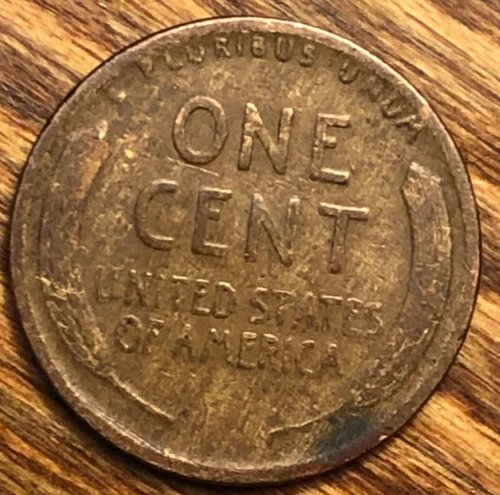 E PLURIBUS UNUM
ONE
CENT
UNITED STATES
OF AMERICA